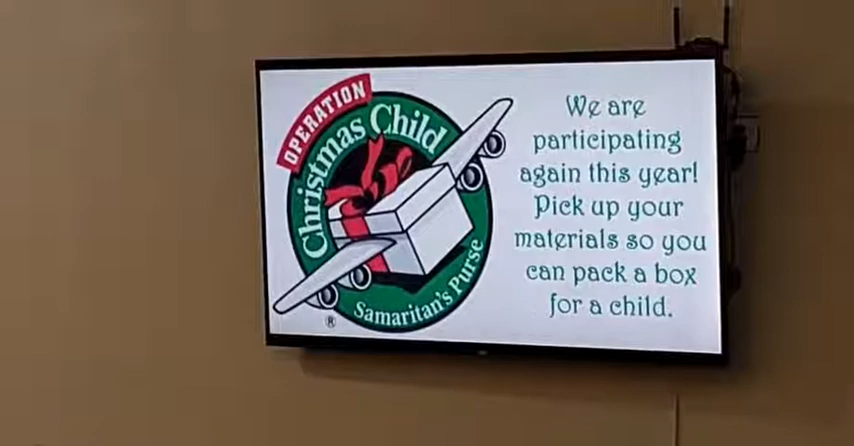 OPERATION
Christmas Child
Samaritan's Purse
®
We are
participating
again this year!
Pick up your
materials so you
can pack a box
for a child.